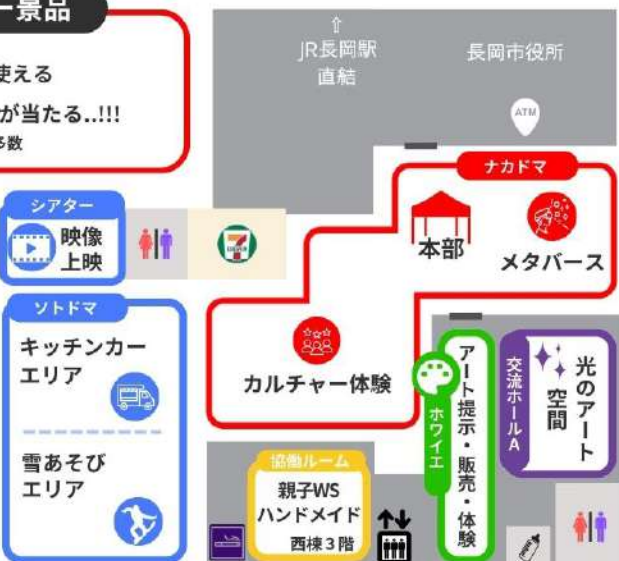 ー景品
使える
が当たる..!!!
多数
JR長岡駅
直結
長岡市役所
ATM
ナカドマ
本部
メタバース
シアター
映像
上映
ソトドマ
キッチンカー
エリア
雪あそび
エリア
カルチャー体験
ホワイエ
アート提示・販売・体験
交流ホールA
光のアート
空間
協働ルーム
親子WS
ハンドメイド
西棟3階